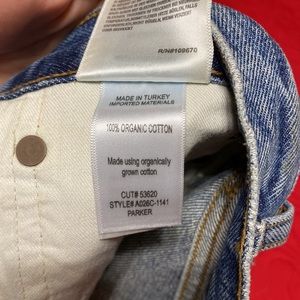 R/N#109670
MADE IN TURKEY
IMPORTED MATERIALS
100% ORGANIC COTTON
Made using organically
grown cotton
CUT# 53620
STYLE# A026C-1141
PARKER